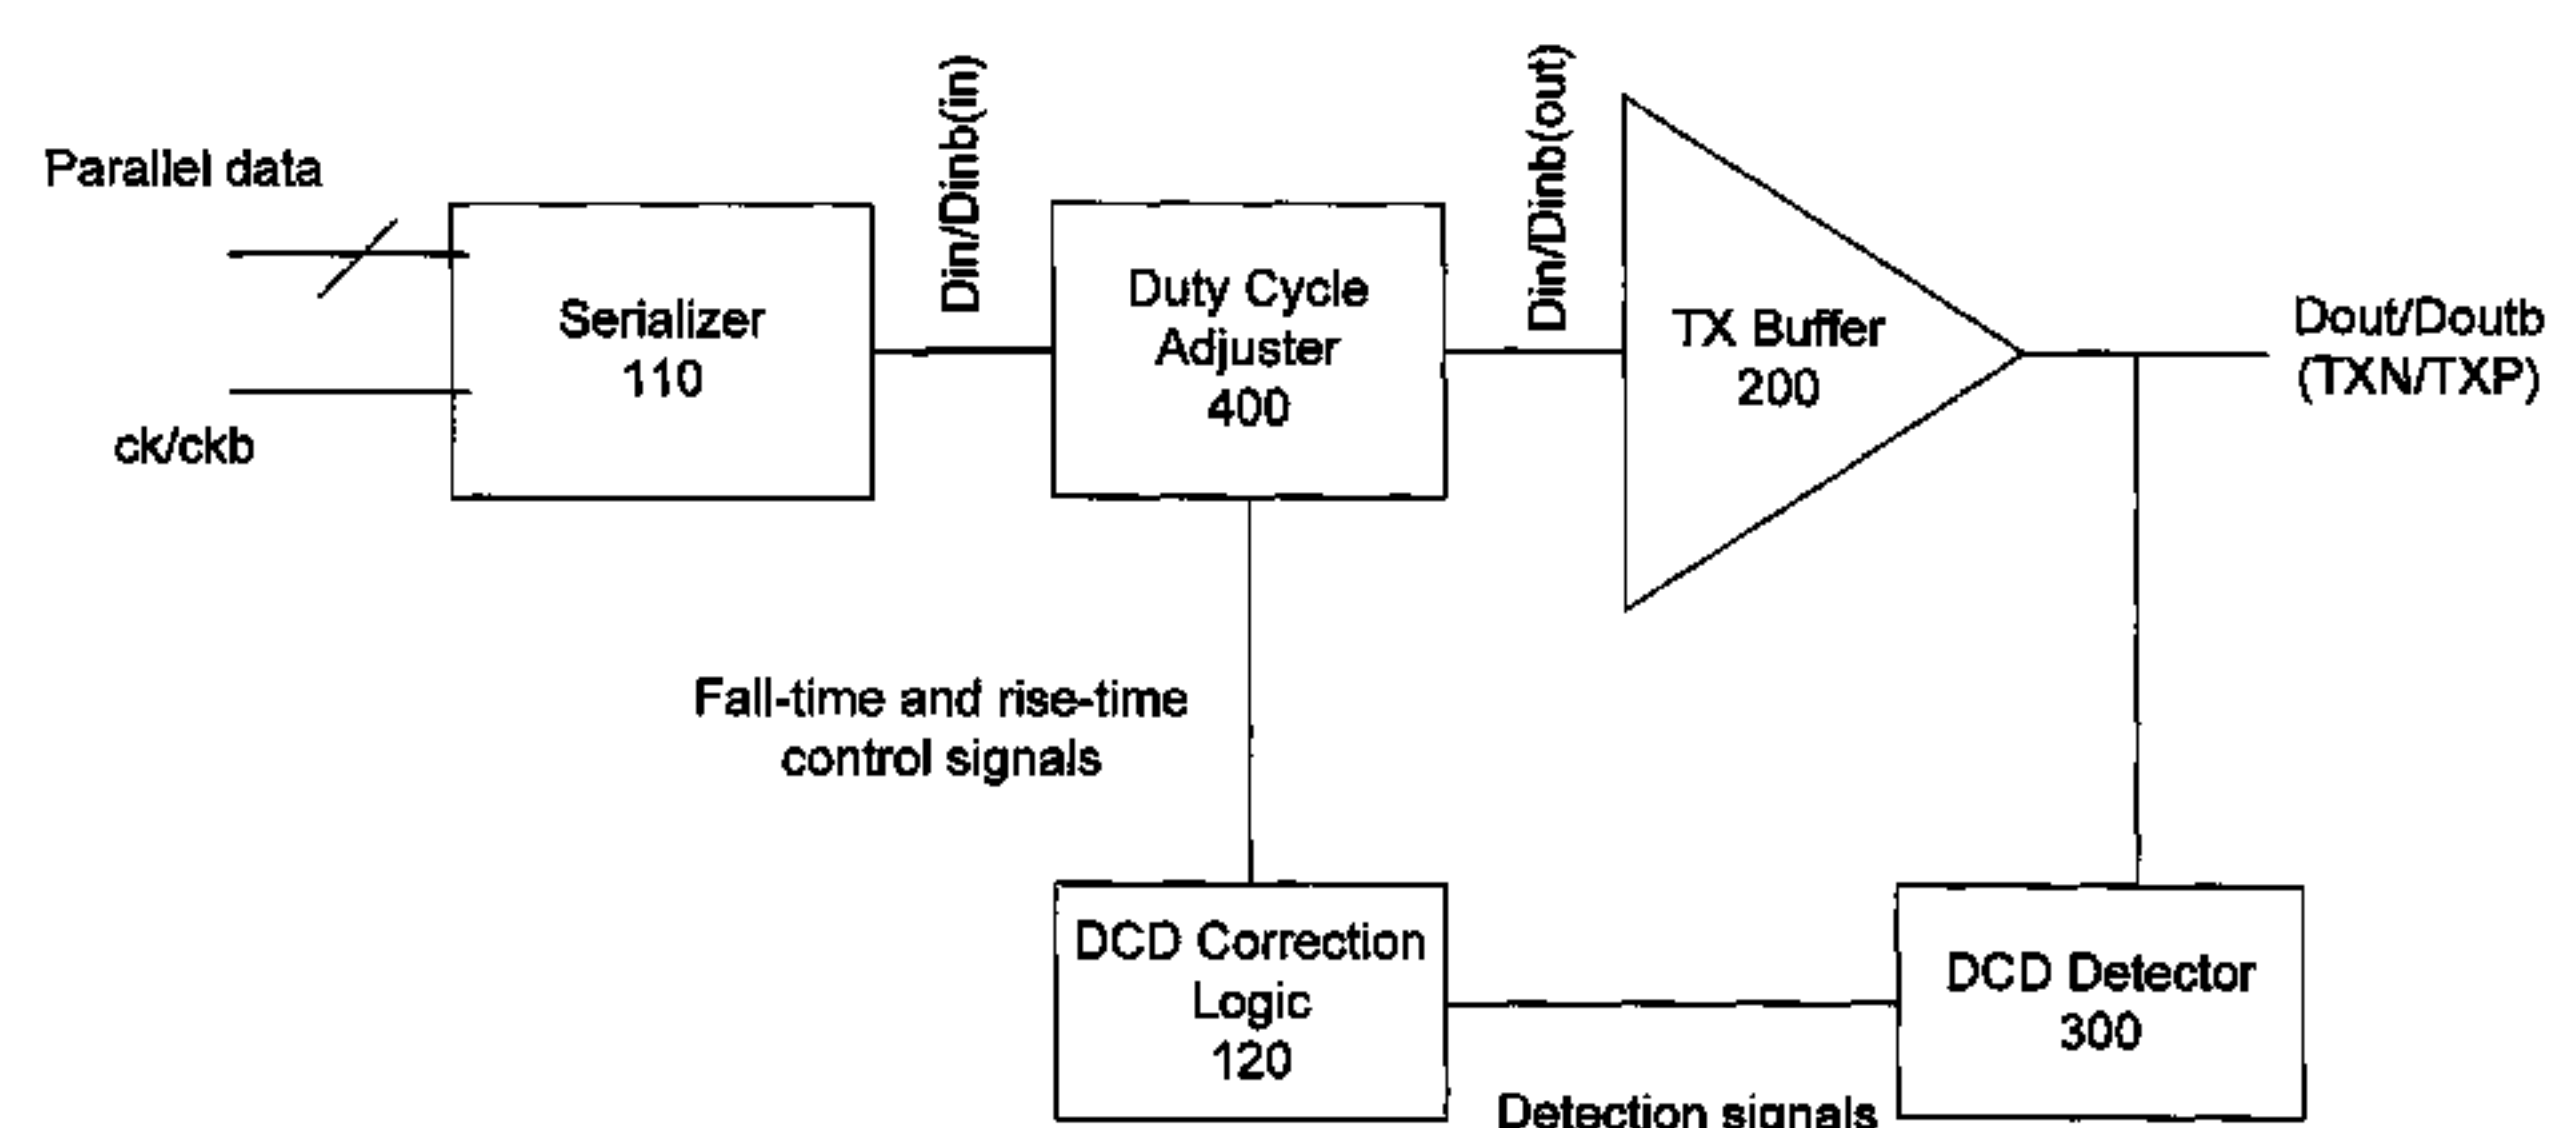 Parallel data
ck/ckb
Serializer
110
Din/Dinb(in)
Duty Cycle
Adjuster
400
Din/Dinb(out)
TX Buffer
200
Dout/Doutb
(TXN/TXP)
Fall-time and rise-time
control signals
DCD Correction
Logic
120
Detection signals
DCD Detector
300